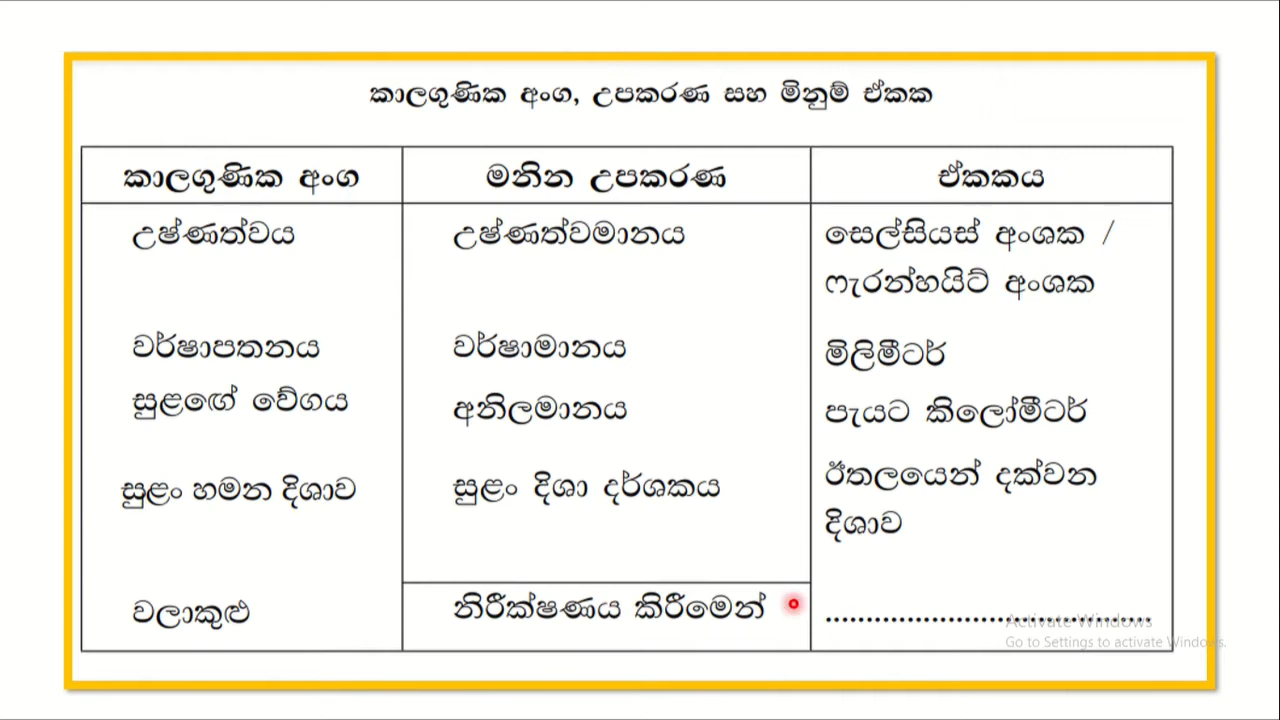 කාලගුණික අංග, උපකරණ සහ මිනුම් ඒකක
කාලගුණික අංග මනින උපකරණ ඒකකය
උෂ්ණත්වය උෂ්ණත්වමානය සෙල්සියස් අංශක /
ෆැරන්හයිට් අංශක
වර්ෂාපතනය වර්ෂාමානය මිලිමීටර්
සුළඟේ වේගය අනිලමානය පැයට කිලෝමීටර්
සුළං හමන දිශාව සුළං දිශා දර්ශකය ඊතලයෙන් දක්වන
දිශාව
වලාකුළු නිරීක්ෂණය කිරීමෙන් .......................................
Activate Windows
Go to Settings to activate Windows.